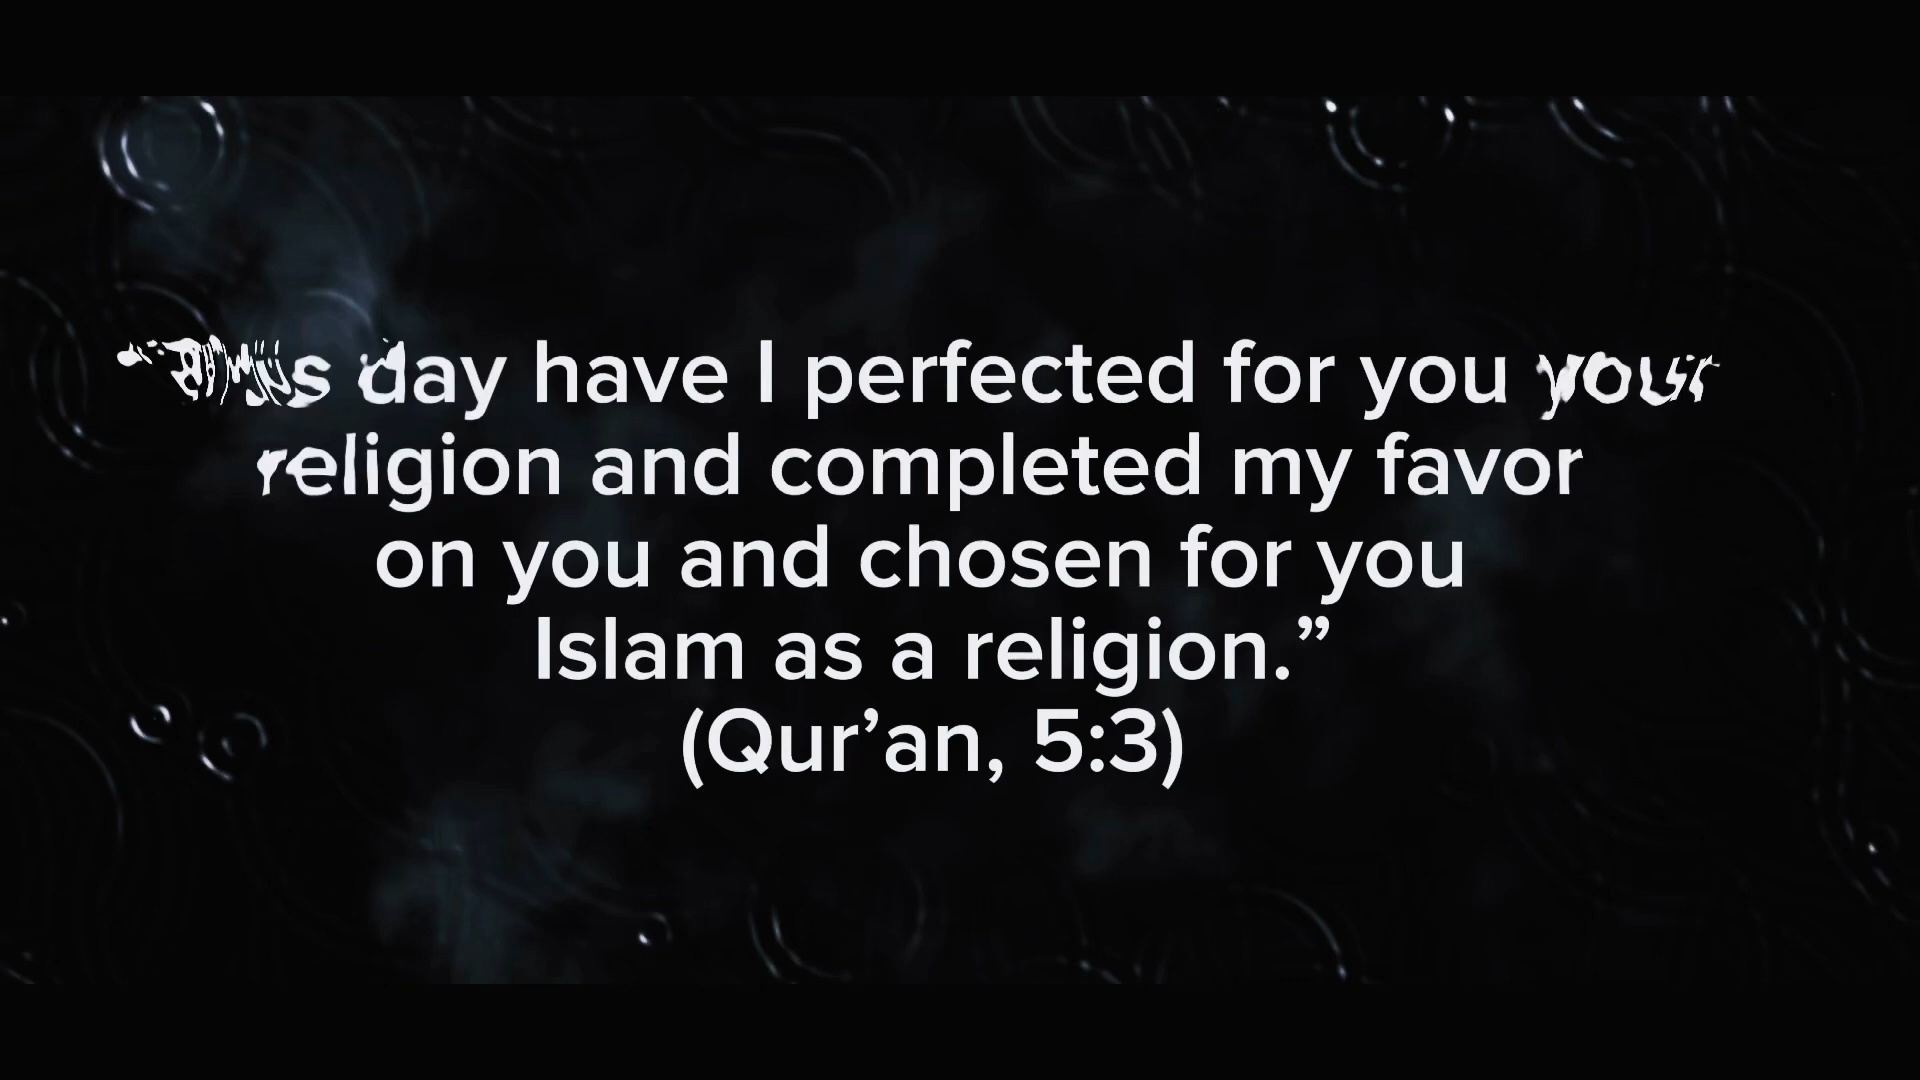 day have I perfected for you your
religion and completed my favor
on you and chosen for you
Islam as a religion.”
(Qur’an, 5:3)